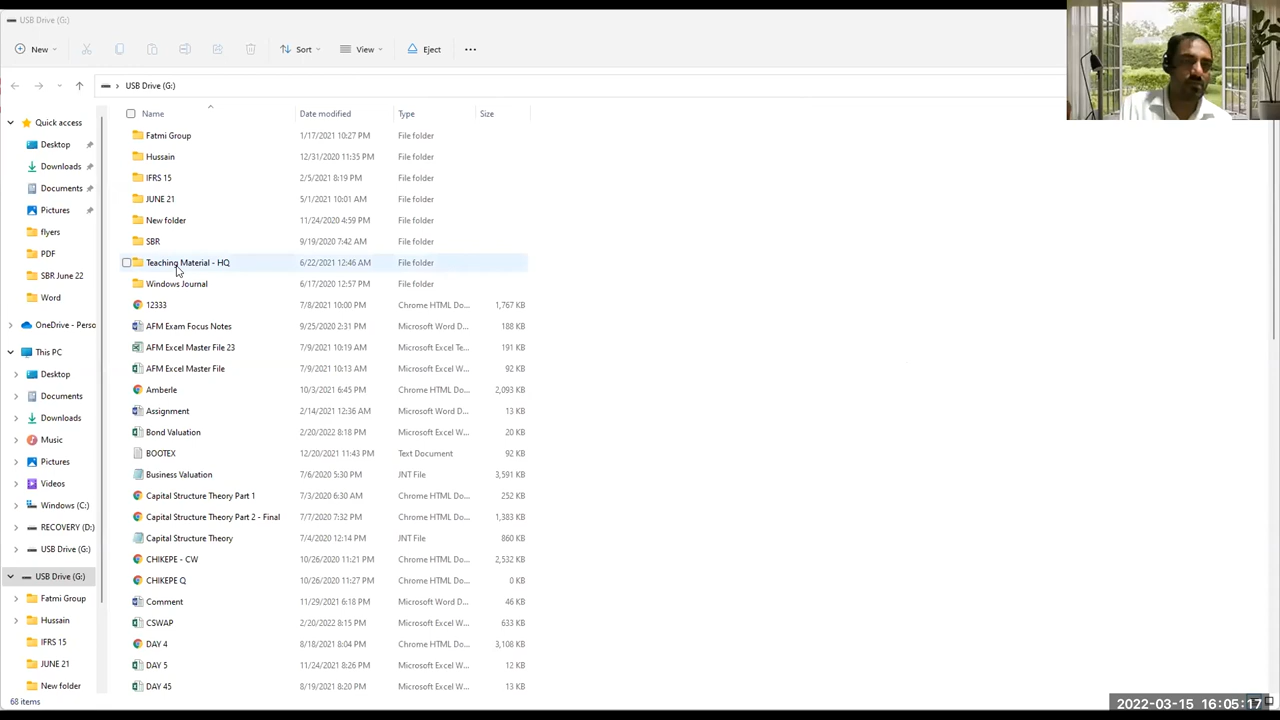 USB Drive (G:)
New
Sort
View
Eject
USB Drive (G:)
Name Date modified Type Size
Quick access
Desktop
Downloads
Documents
Pictures
flyers
PDF
SBR June 22
Word
OneDrive - Perso
This PC
Desktop
Documents
Downloads
Music
Pictures
Videos
Windows (C:)
RECOVERY (D:)
USB Drive (G:)
USB Drive (G:)
Fatmi Group
Hussain
IFRS 15
JUNE 21
New folder
Fatmi Group 1/17/2021 10:27 PM File folder
Hussain 12/31/2020 11:35 PM File folder
IFRS 15 2/5/2021 8:19 PM File folder
JUNE 21 5/1/2021 10:01 AM File folder
New folder 11/24/2020 4:59 PM File folder
SBR 9/19/2020 7:42 AM File folder
Teaching Material - HQ 6/22/2021 12:46 AM File folder
Windows Journal 6/17/2020 12:57 PM File folder
12333 7/8/2021 10:00 PM Chrome HTML Do... 1,767 KB
AFM Exam Focus Notes 9/25/2020 2:31 PM Microsoft Word D... 188 KB
AFM Excel Master File 23 7/9/2021 10:19 AM Microsoft Excel Te... 191 KB
AFM Excel Master File 7/9/2021 10:13 AM Microsoft Excel W... 92 KB
Amberle 10/3/2021 6:45 PM Chrome HTML Do... 2,093 KB
Assignment 2/14/2021 12:36 AM Microsoft Word D... 13 KB
Bond Valuation 2/20/2022 8:18 PM Microsoft Excel W... 20 KB
BOOTEX 12/20/2021 11:43 PM Text Document 92 KB
Business Valuation 7/6/2020 5:30 PM JNT File 3,591 KB
Capital Structure Theory Part 1 7/3/2020 6:30 AM Chrome HTML Do... 252 KB
Capital Structure Theory Part 2 - Final 7/7/2020 7:32 PM Chrome HTML Do... 1,383 KB
Capital Structure Theory 7/4/2020 12:14 PM JNT File 860 KB
CHIKEPE - CW 10/26/2020 11:21 PM Chrome HTML Do... 2,532 KB
CHIKEPE Q 10/26/2020 11:27 PM Chrome HTML Do... 0 KB
Comment 11/29/2021 6:18 PM Microsoft Word D... 46 KB
CSWAP 2/20/2022 8:15 PM Microsoft Excel W... 633 KB
DAY 4 8/18/2021 8:04 PM Chrome HTML Do... 3,108 KB
DAY 5 11/24/2021 8:26 PM Microsoft Excel W... 12 KB
DAY 45 8/19/2021 8:20 PM Microsoft Excel W... 13 KB
68 items
2022-03-15 16:05:17